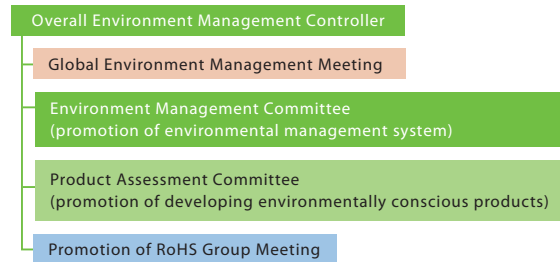 Overall Environment Management Controller
Global Environment Management Meeting
Environment Management Committee
(promotion of environmental management system)
Product Assessment Committee
(promotion of developing environmentally conscious products)
Promotion of RoHS Group Meeting